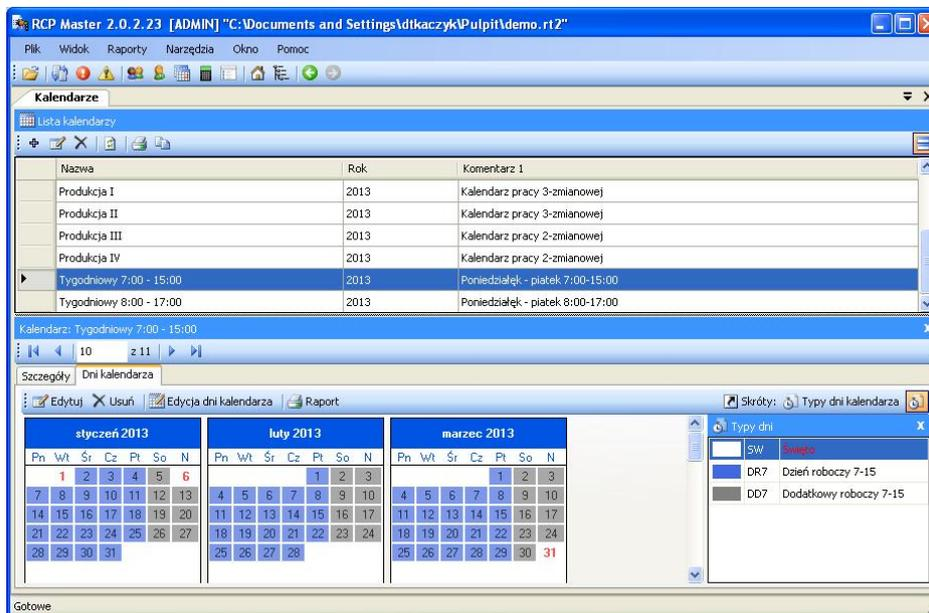 RCP Master 2.0.2.23 [ADMIN] "C:\Documents and Settings\dtkaczyk\Pulpit\demo.rt2"
Plik Widok Raporty Narzędzia Okno Pomoc
Kalendarze
Lista kalendarzy
Nazwa Rok Komentarz 1
Produkcja I 2013 Kalendarz pracy 3-zmianowej
Produkcja II 2013 Kalendarz pracy 3-zmianowej
Produkcja III 2013 Kalendarz pracy 2-zmianowej
Produkcja IV 2013 Kalendarz pracy 2-zmianowej
Tygodniowy 7:00 - 15:00 2013 Poniedziałęk - piatek 7:00-15:00
Tygodniowy 8:00 - 17:00 2013 Poniedziałęk - piatek 8:00-17:00
Kalendarz: Tygodniowy 7:00 - 15:00
10 z 11
Szczegóły Dni kalendarza
Edytuj Usuń Edycja dni kalendarza Raport Skróty: Typy dni kalendarza
styczeń 2013
Pn Wt Śr Cz Pt So N
1 2 3 4 5 6
7 8 9 10 11 12 13
14 15 16 17 18 19 20
21 22 23 24 25 26 27
28 29 30 31
luty 2013
Pn Wt Śr Cz Pt So N
1 2 3
4 5 6 7 8 9 10
11 12 13 14 15 16 17
18 19 20 21 22 23 24
25 26 27 28
marzec 2013
Pn Wt Śr Cz Pt So N
1 2 3
4 5 6 7 8 9 10
11 12 13 14 15 16 17
18 19 20 21 22 23 24
25 26 27 28 29 30 31
Typy dni
SW Święto
DR7 Dzień roboczy 7-15
DD7 Dodatkowy roboczy 7-15
Gotowe